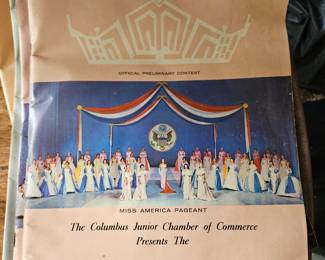 OFFICIAL PRELIMINARY CONTEST
MISS AMERICA PAGEANT
The Columbus Junior Chamber of Commerce
Presents The